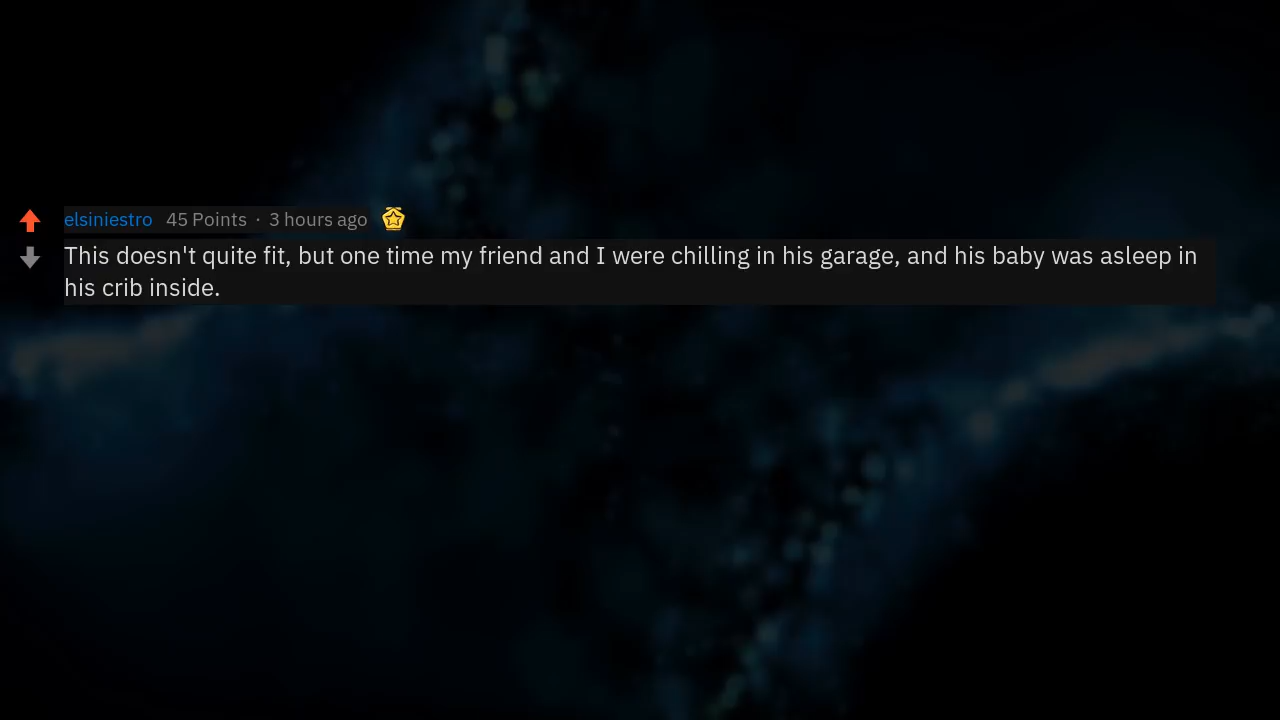 elsiniestro 45 Points · 3 hours ago
This doesn't quite fit, but one time my friend and I were chilling in his garage, and his baby was asleep in
his crib inside.